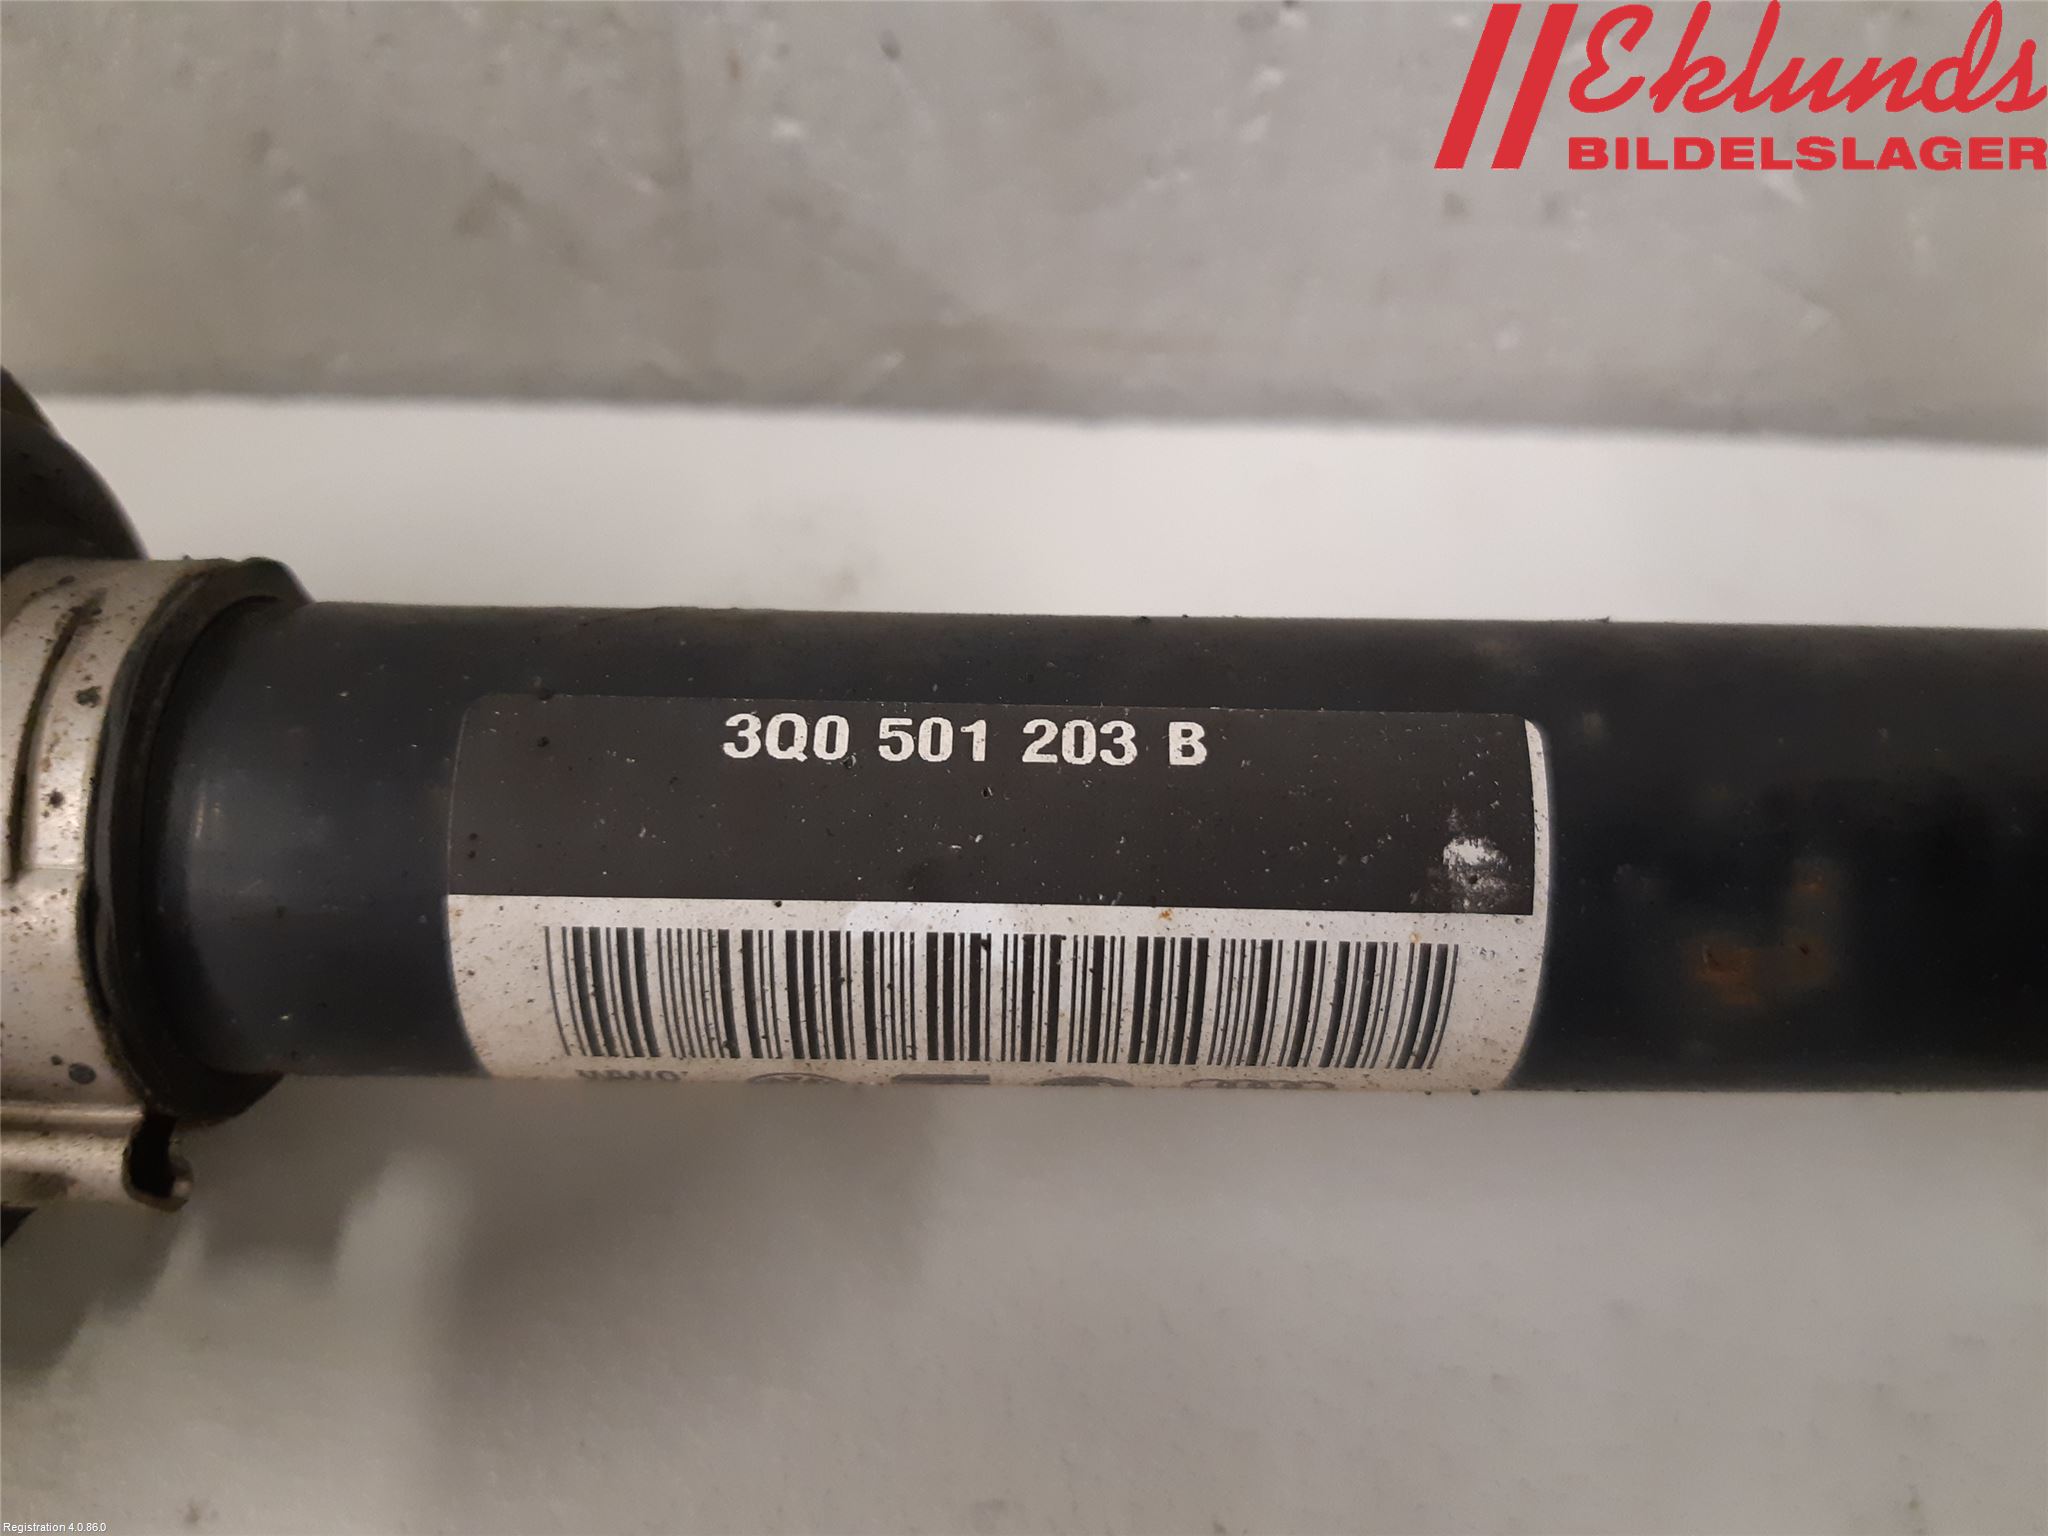 Eklunds
BILDELSLAGER
3Q0 501 203 B
Registration 4.0.86.0